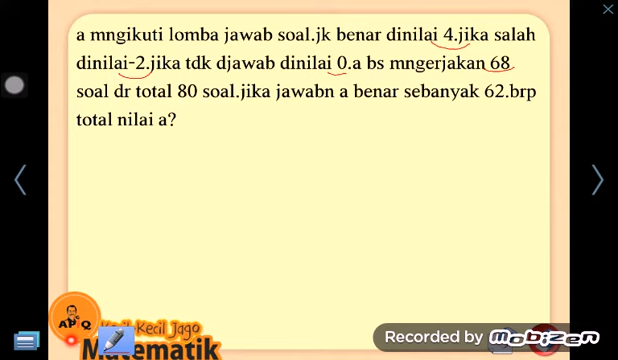 a mngikuti lomba jawab soal.jk benar dinilai 4.jika salah
dinilai-2.jika tdk djawab dinilai 0.a bs mngerjakan 68
soal dr total 80 soal.jika jawabn a benar sebanyak 62.brp
total nilai a?
APIQ
Kecil Jago
Matematik
Recorded by mobizen